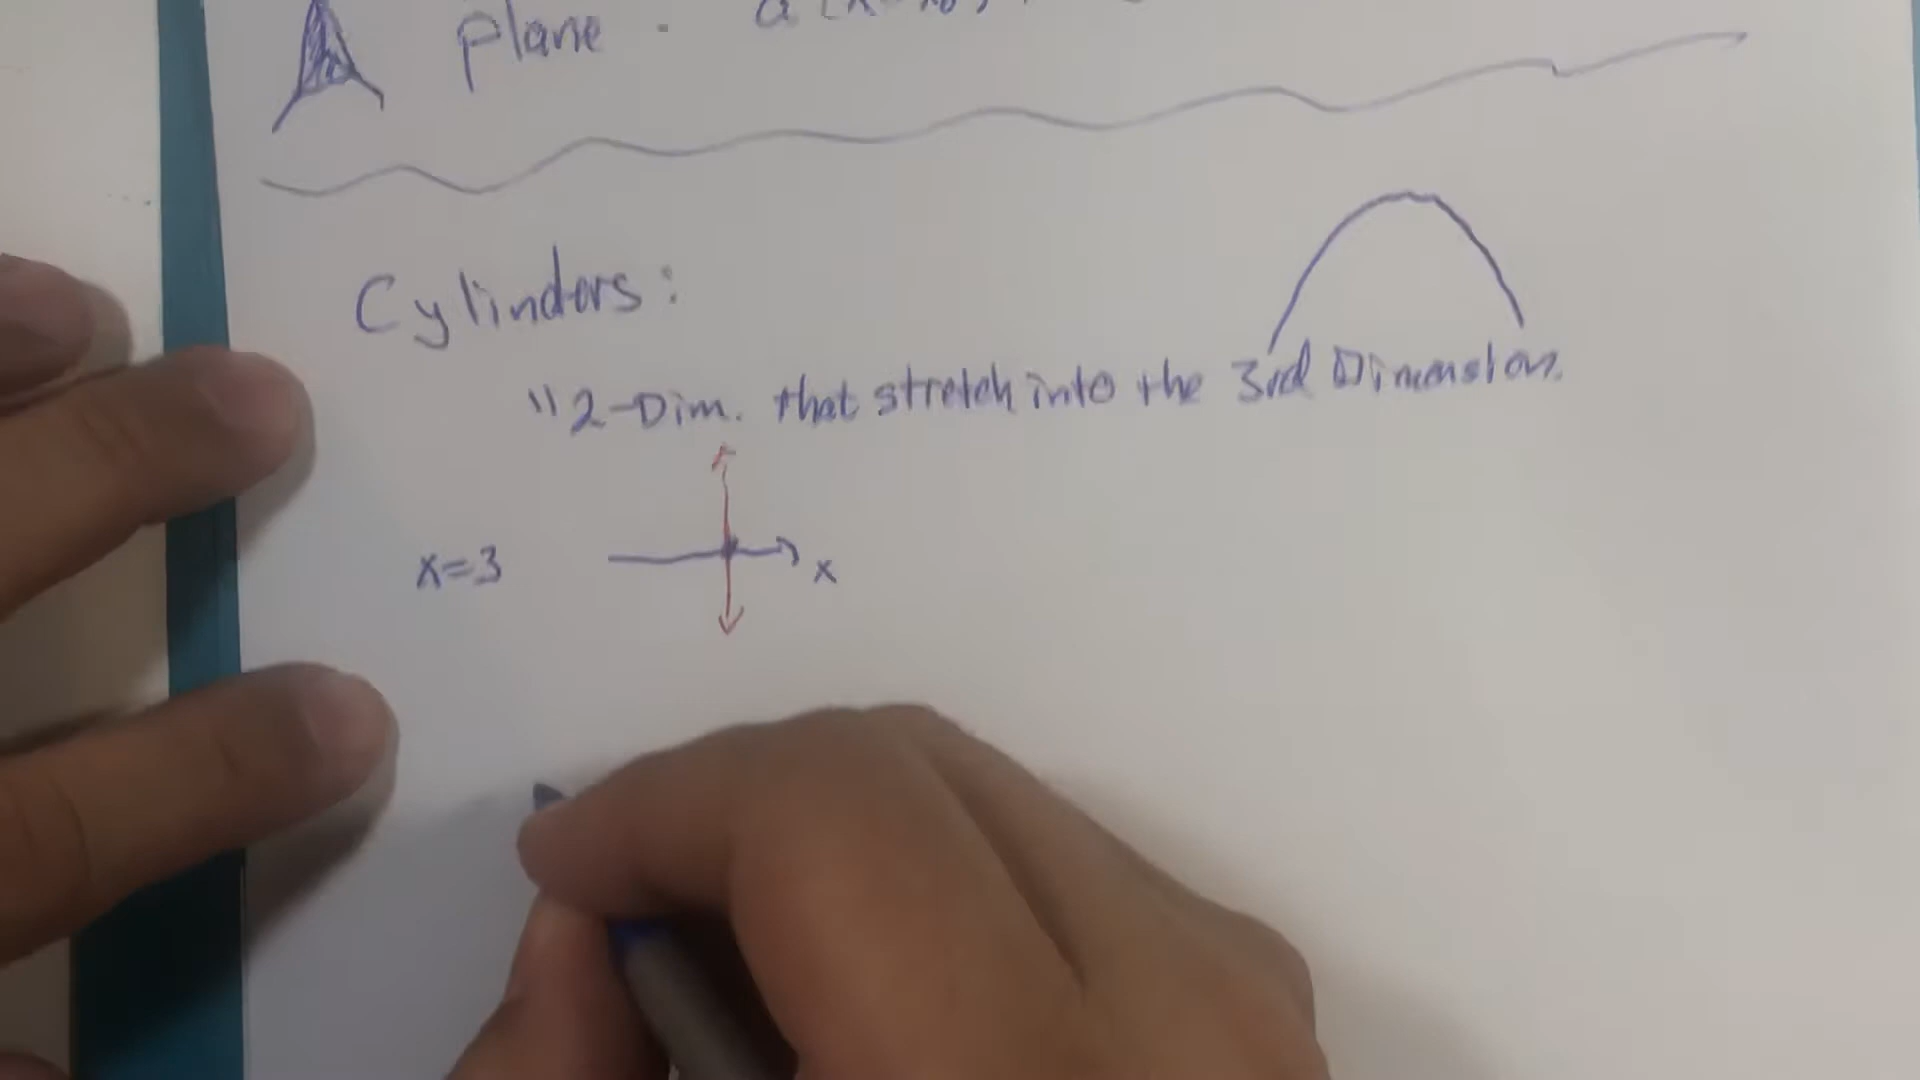 plane .
Cylinders :
"2-Dim. that stretch into the 3rd Dimension.
x=3
x